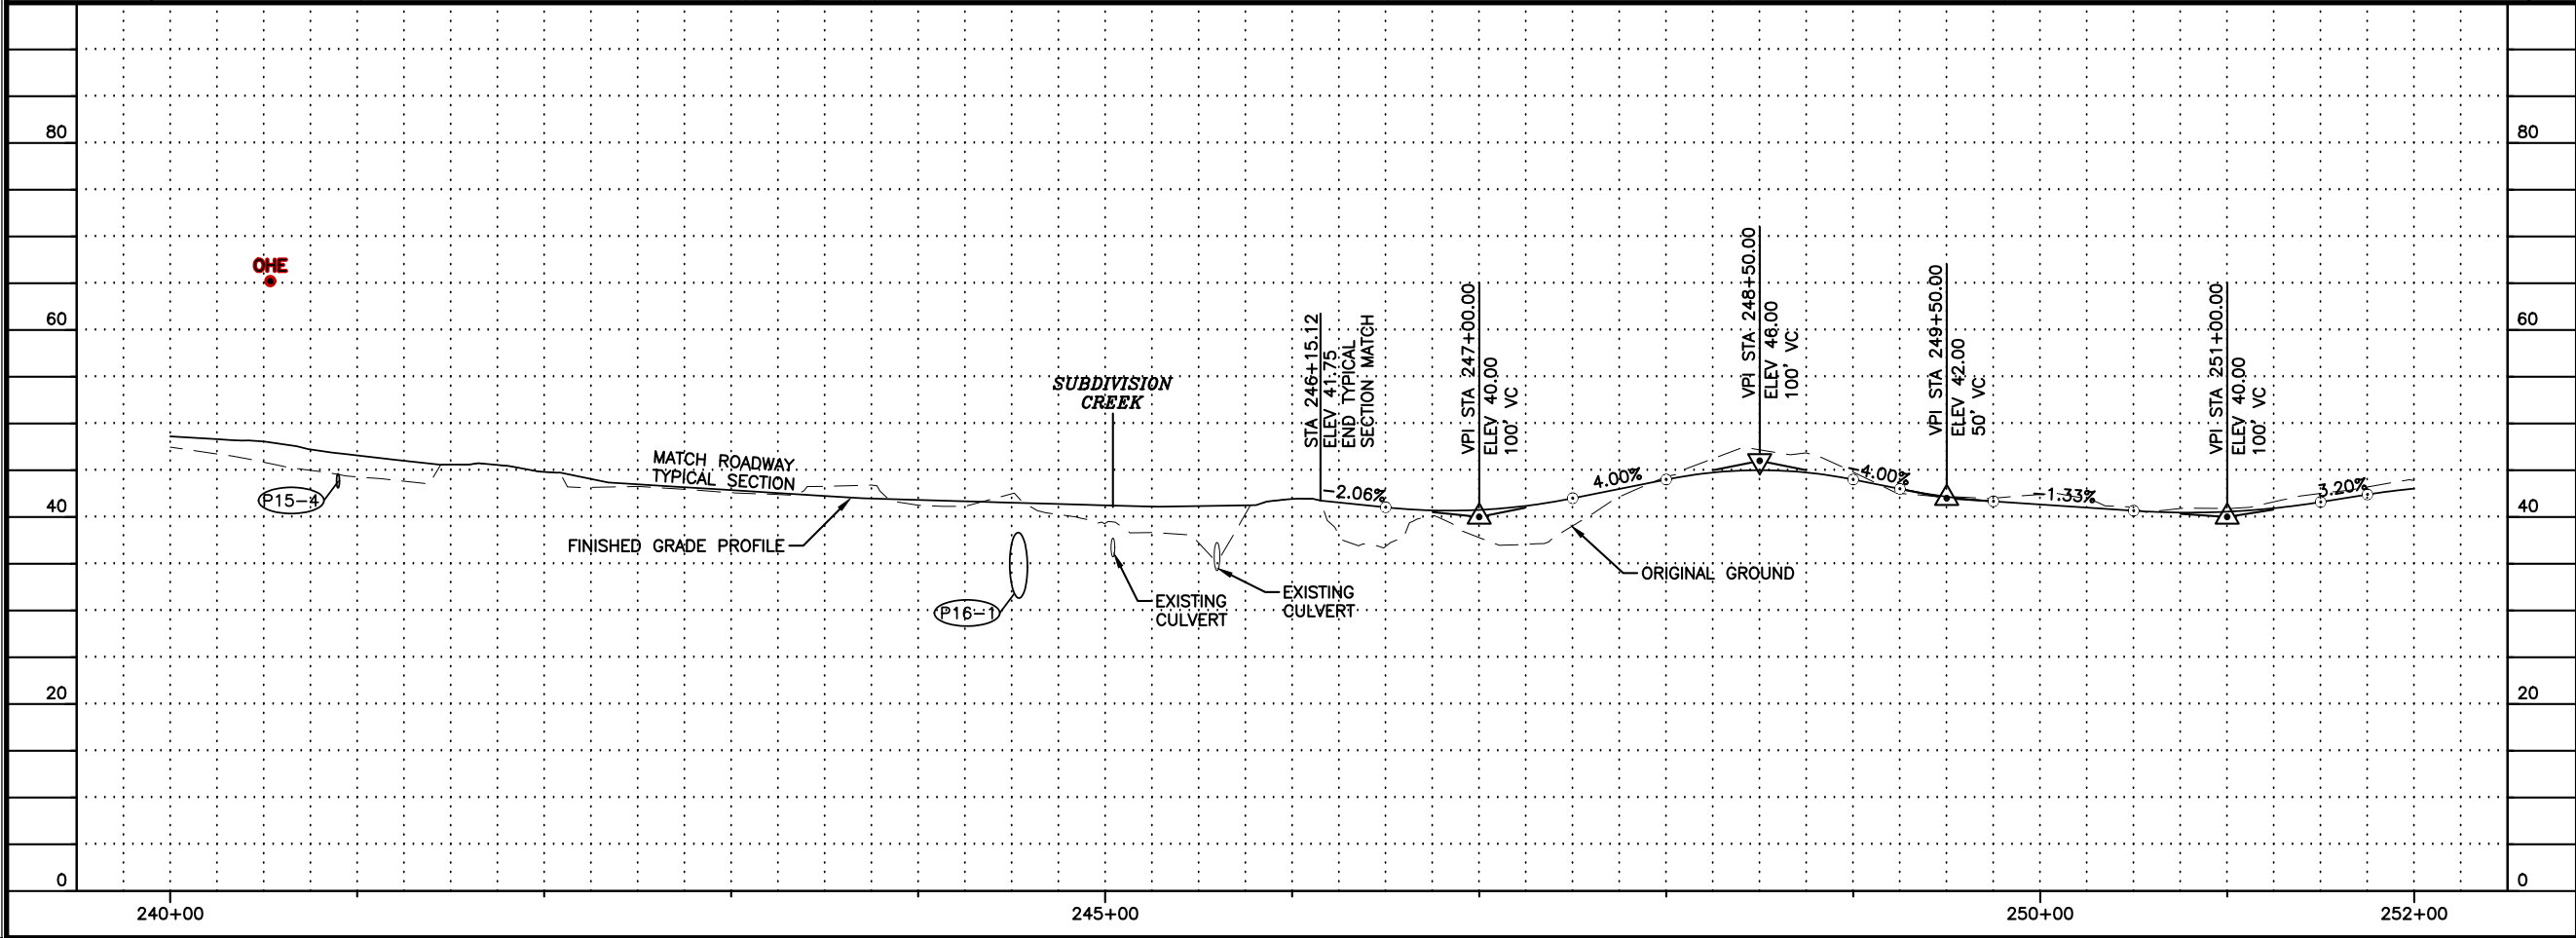 80
80
OHE
60
60
SUBDIVISION
CREEK
STA 246+15.12
ELEV 41.75
END TYPICAL
SECTION MATCH
VPI STA 247+00.00
ELEV 40.00
100' VC
VPI STA 248+50.00
ELEV 46.00
100' VC
VPI STA 249+50.00
ELEV 42.00
50' VC
VPI STA 251+00.00
ELEV 40.00
100' VC
MATCH ROADWAY
TYPICAL SECTION
P15-4
-2.06%
4.00%
-4.00%
-1.33%
3.20%
40
40
FINISHED GRADE PROFILE
ORIGINAL GROUND
P16-1
EXISTING
CULVERT
EXISTING
CULVERT
20
20
0
0
240+00
245+00
250+00
252+00